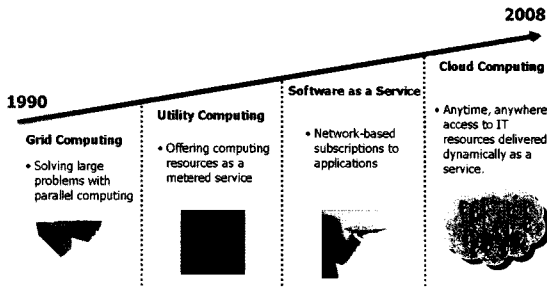 2008
1990
Grid Computing
• Solving large
problems with
parallel computing
Utility Computing
• Offering computing
resources as a
metered service
Software as a Service
• Network-based
subscriptions to
applications
Cloud Computing
• Anytime, anywhere
access to IT
resources delivered
dynamically as a
service.